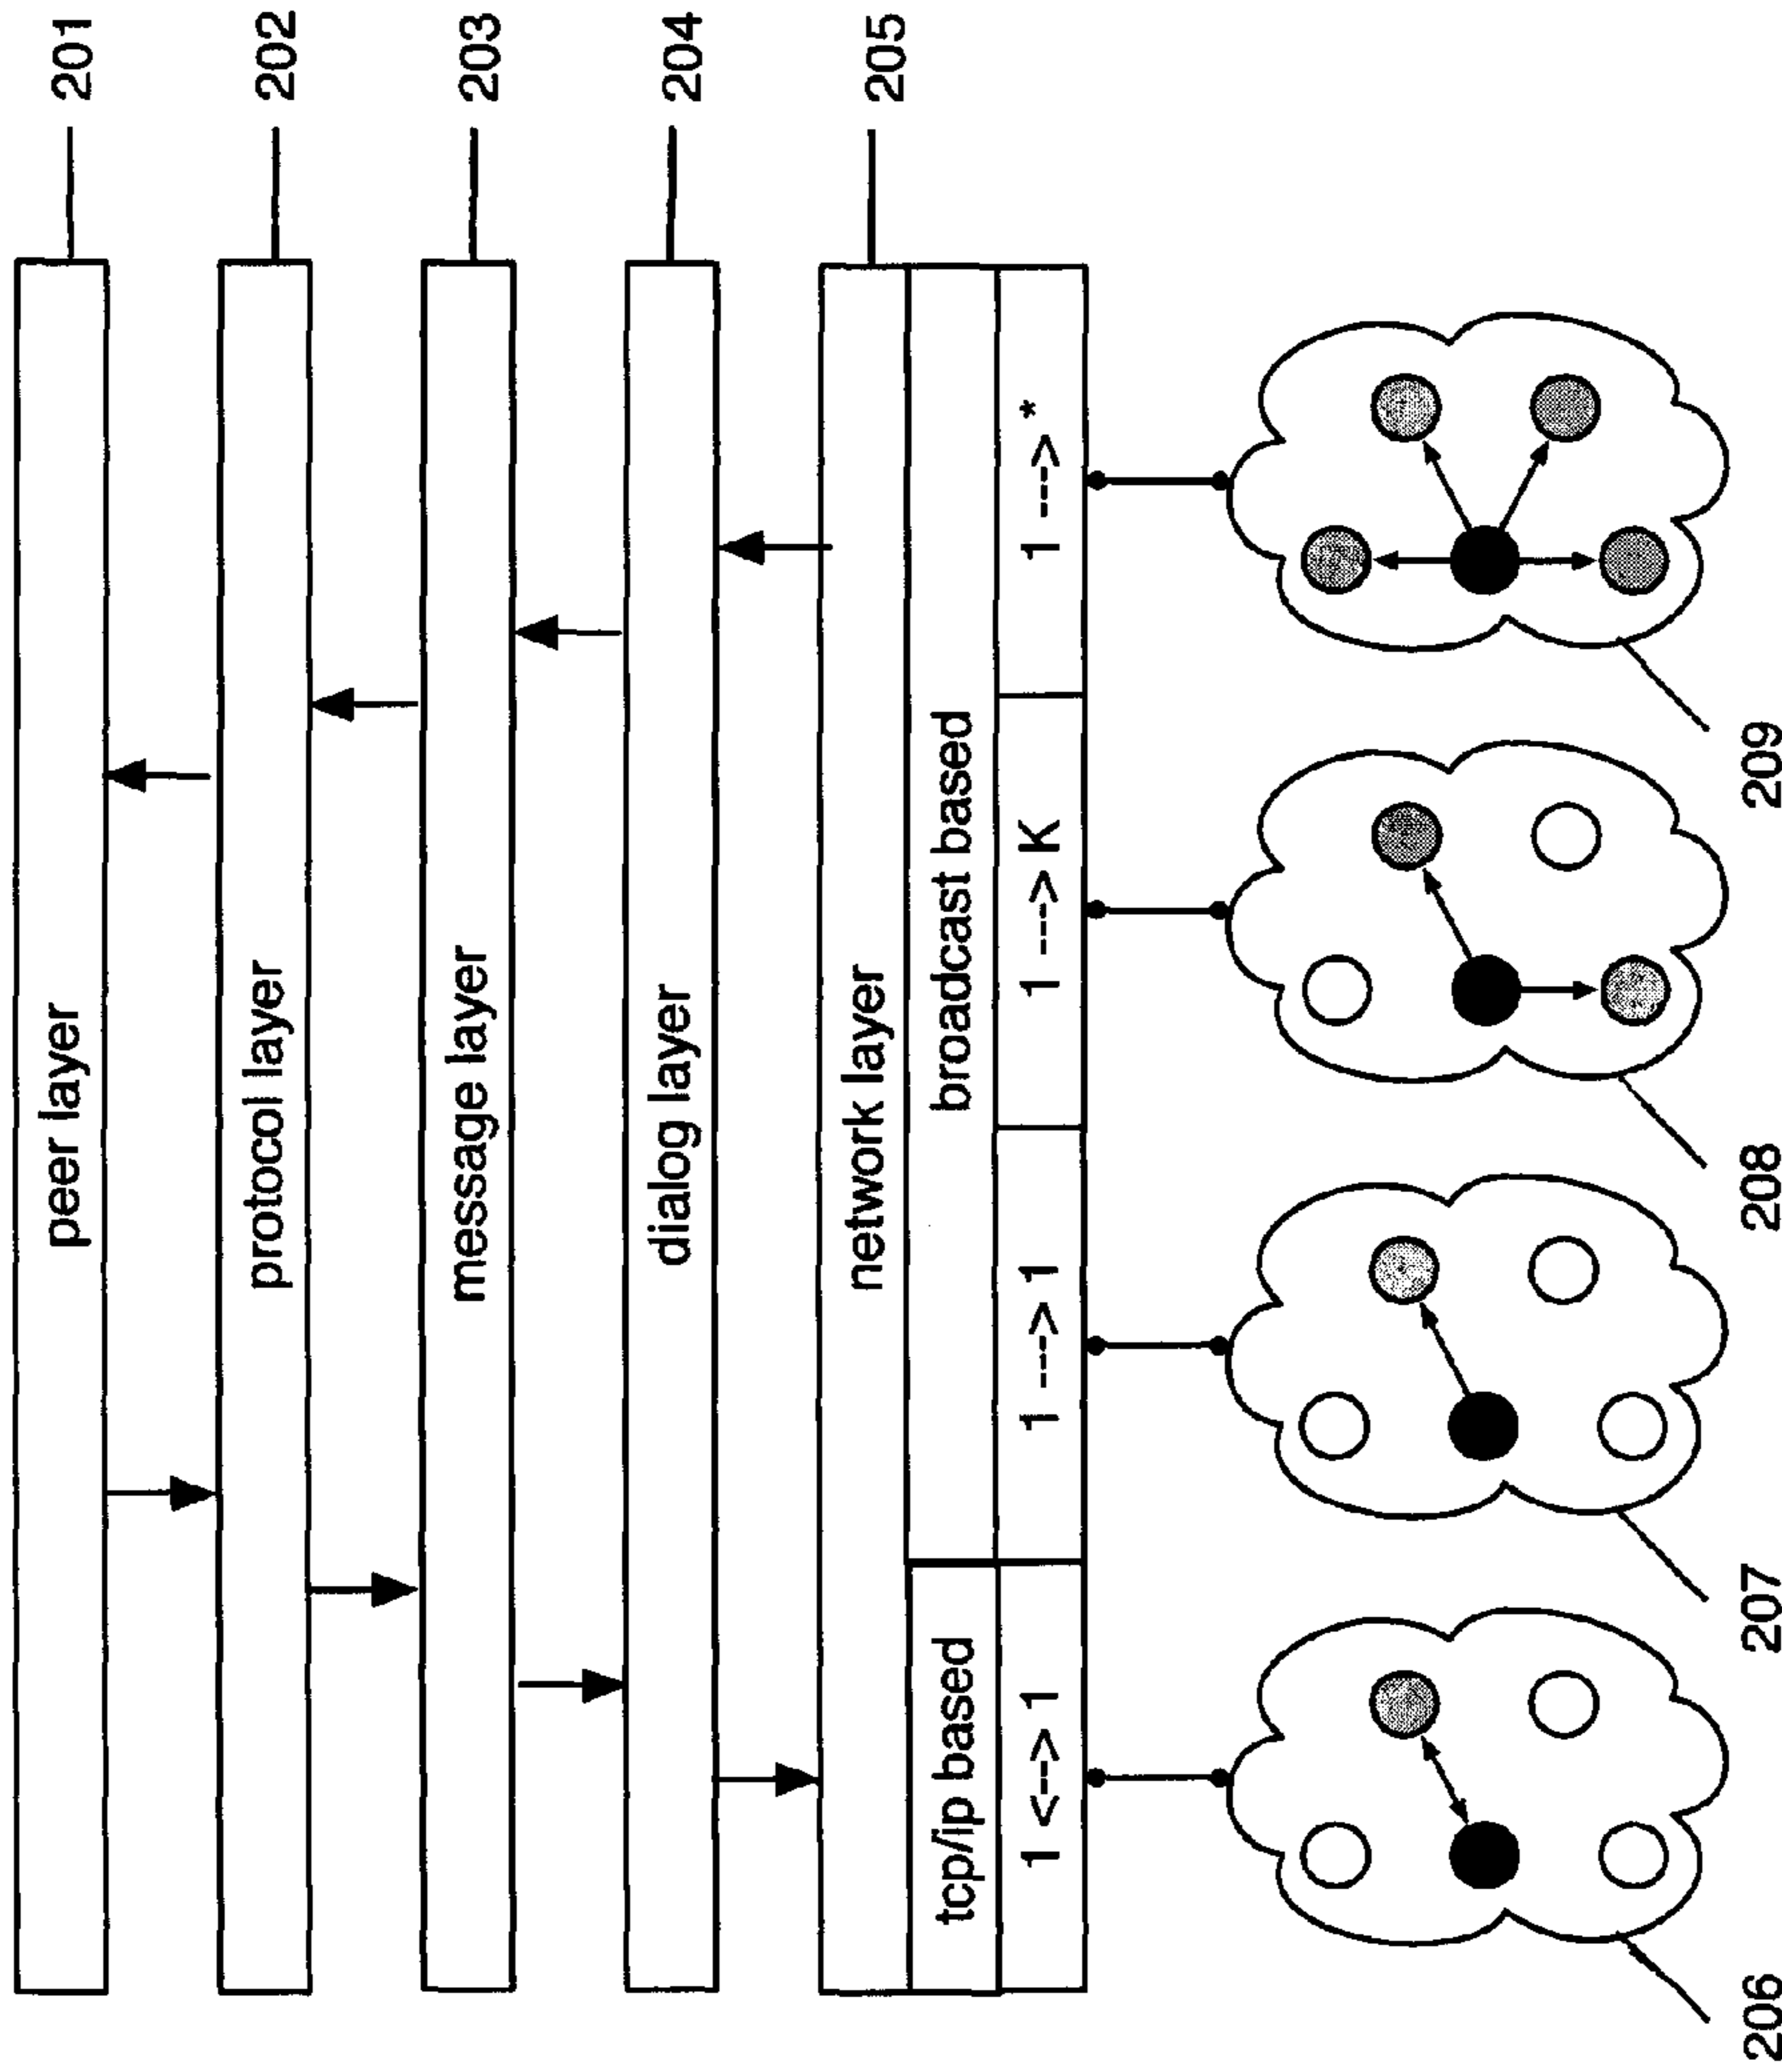 peer layer
201
protocol layer
202
message layer
203
dialog layer
204
network layer
205
tcp/ip based
broadcast based
1 <--> 1
1 ---> 1
1 ---> K
1 ---> *
206
207
208
209